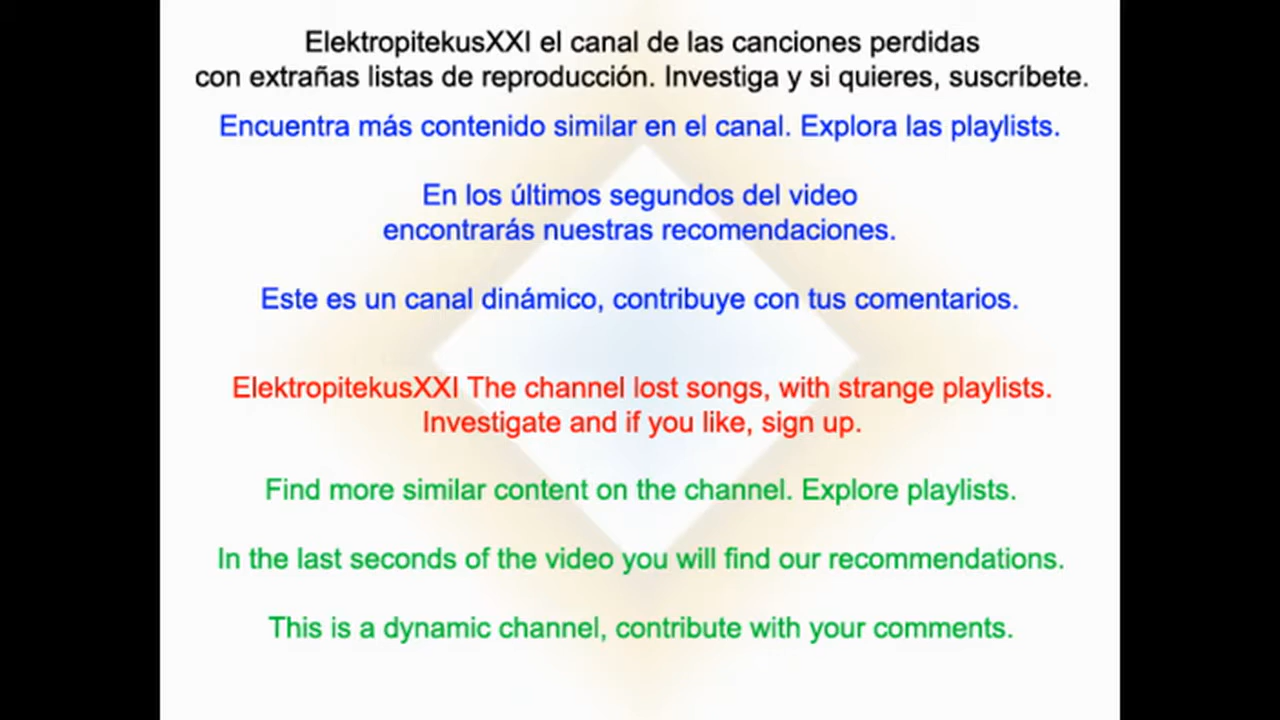 ElektropitekusXXI el canal de las canciones perdidas
con extrañas listas de reproducción. Investiga y si quieres, suscríbete.
Encuentra más contenido similar en el canal. Explora las playlists.
En los últimos segundos del video
encontrarás nuestras recomendaciones.
Este es un canal dinámico, contribuye con tus comentarios.
ElektropitekusXXI The channel lost songs, with strange playlists.
Investigate and if you like, sign up.
Find more similar content on the channel. Explore playlists.
In the last seconds of the video you will find our recommendations.
This is a dynamic channel, contribute with your comments.